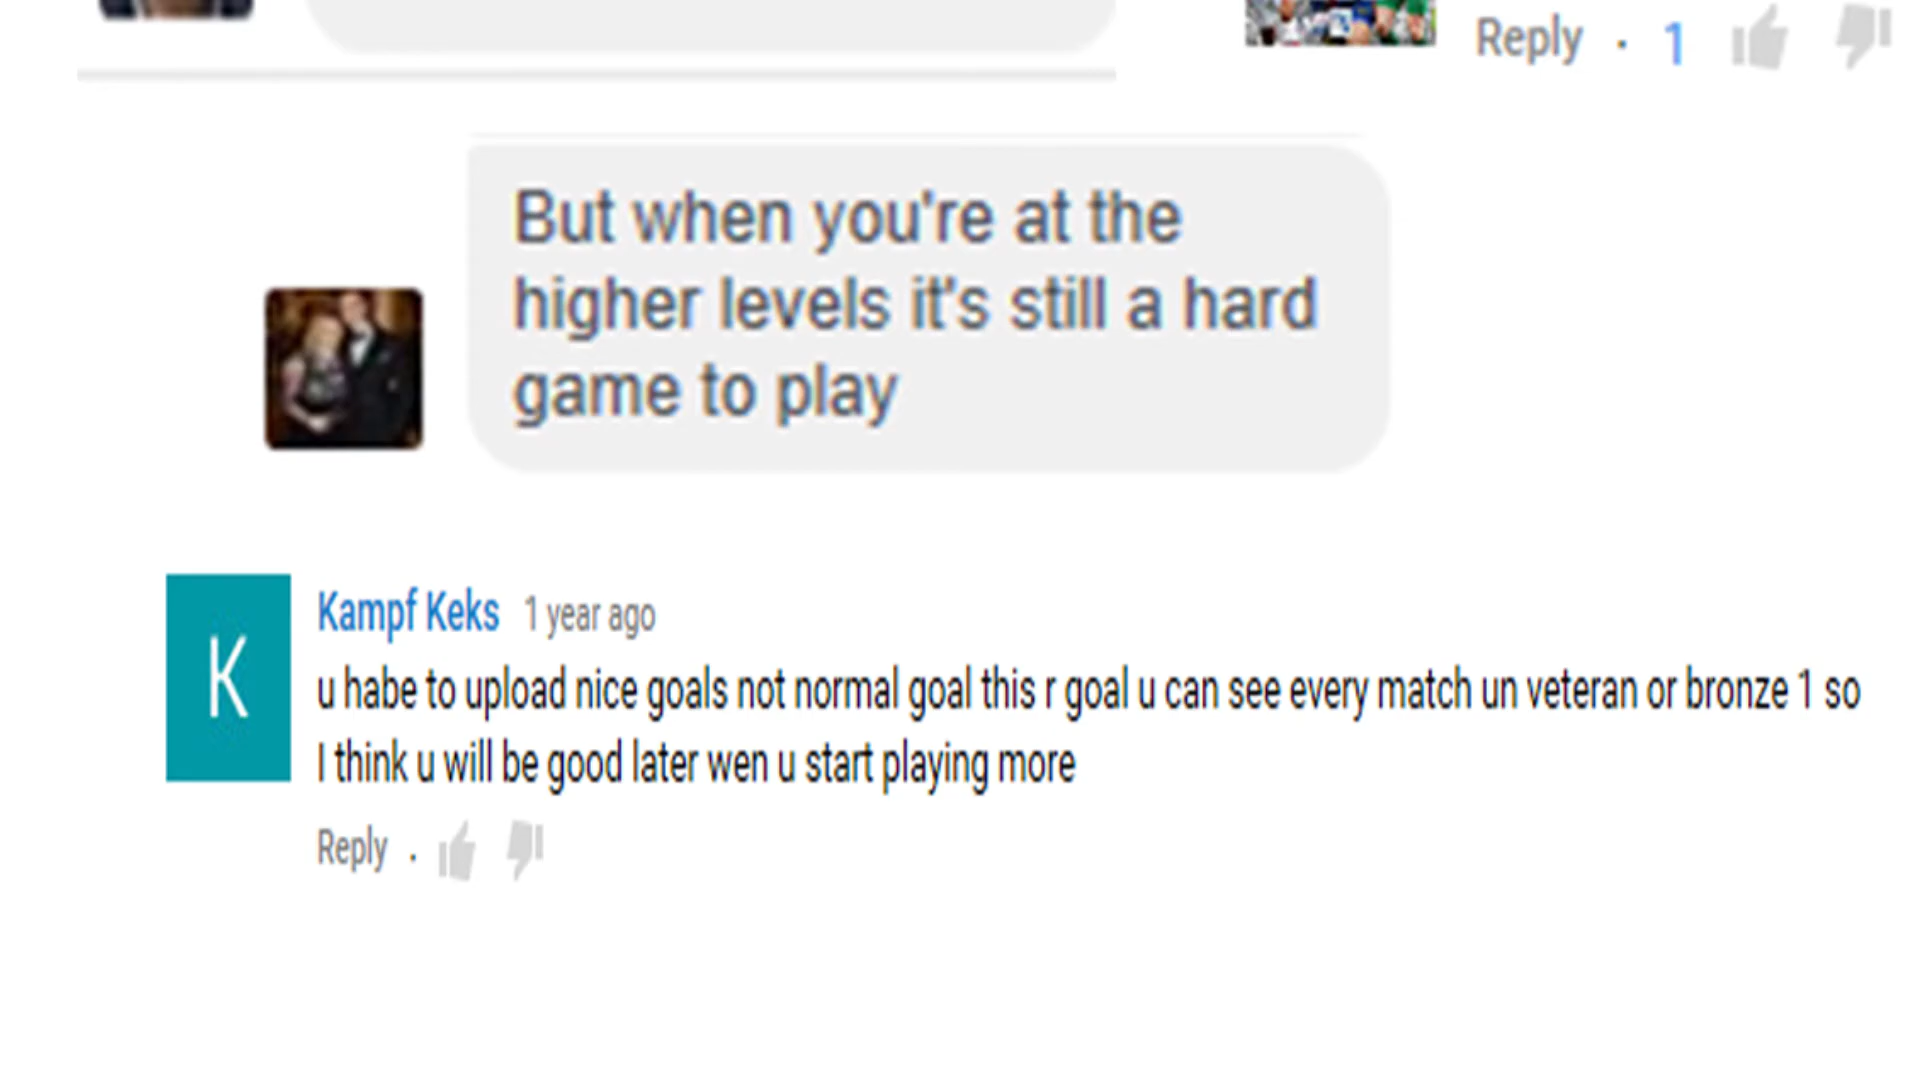 Reply · 1
But when you're at the
higher levels it's still a hard
game to play
K
Kampf Keks 1 year ago
u habe to upload nice goals not normal goal this r goal u can see every match un veteran or bronze 1 so
I think u will be good later wen u start playing more
Reply ·